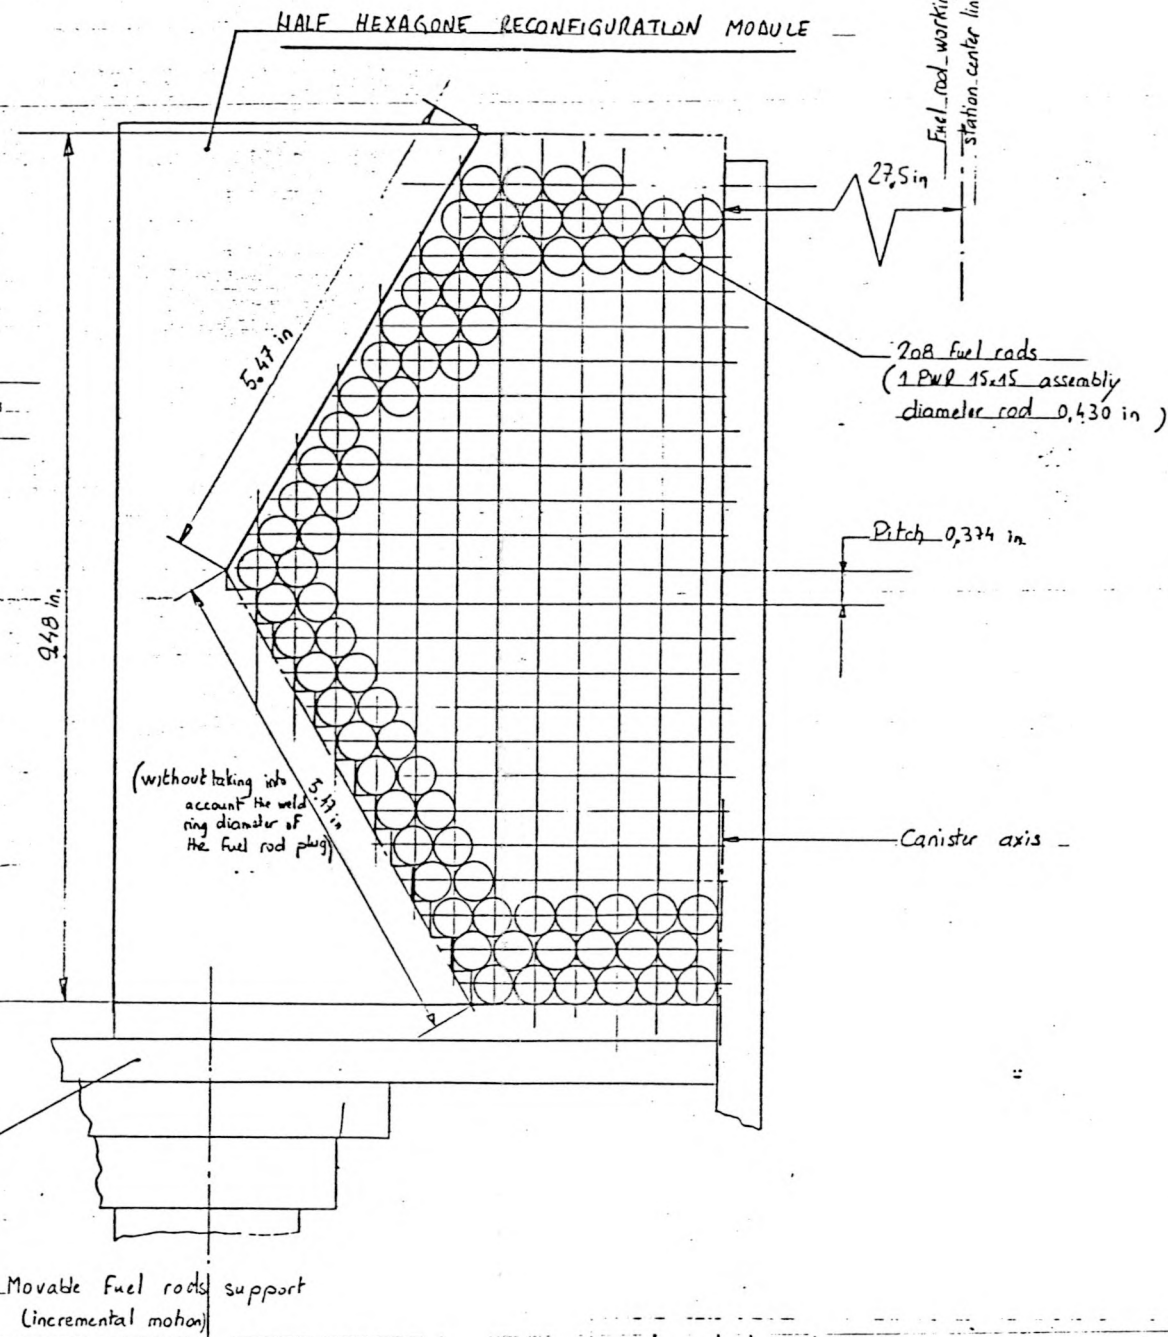 HALF HEXAGONE RECONFIGURATION MODULE
Fuel rod working
station center line
27,5 in
5.47 in
208 fuel rods
(1 PWR 15x15 assembly
diameter rod 0,430 in)
Pitch 0,374 in
9.48 in.
(without taking into
account the weld
ring diameter of
the fuel rod plug)
5.47 in
Canister axis
Movable fuel rods support
(incremental motion)